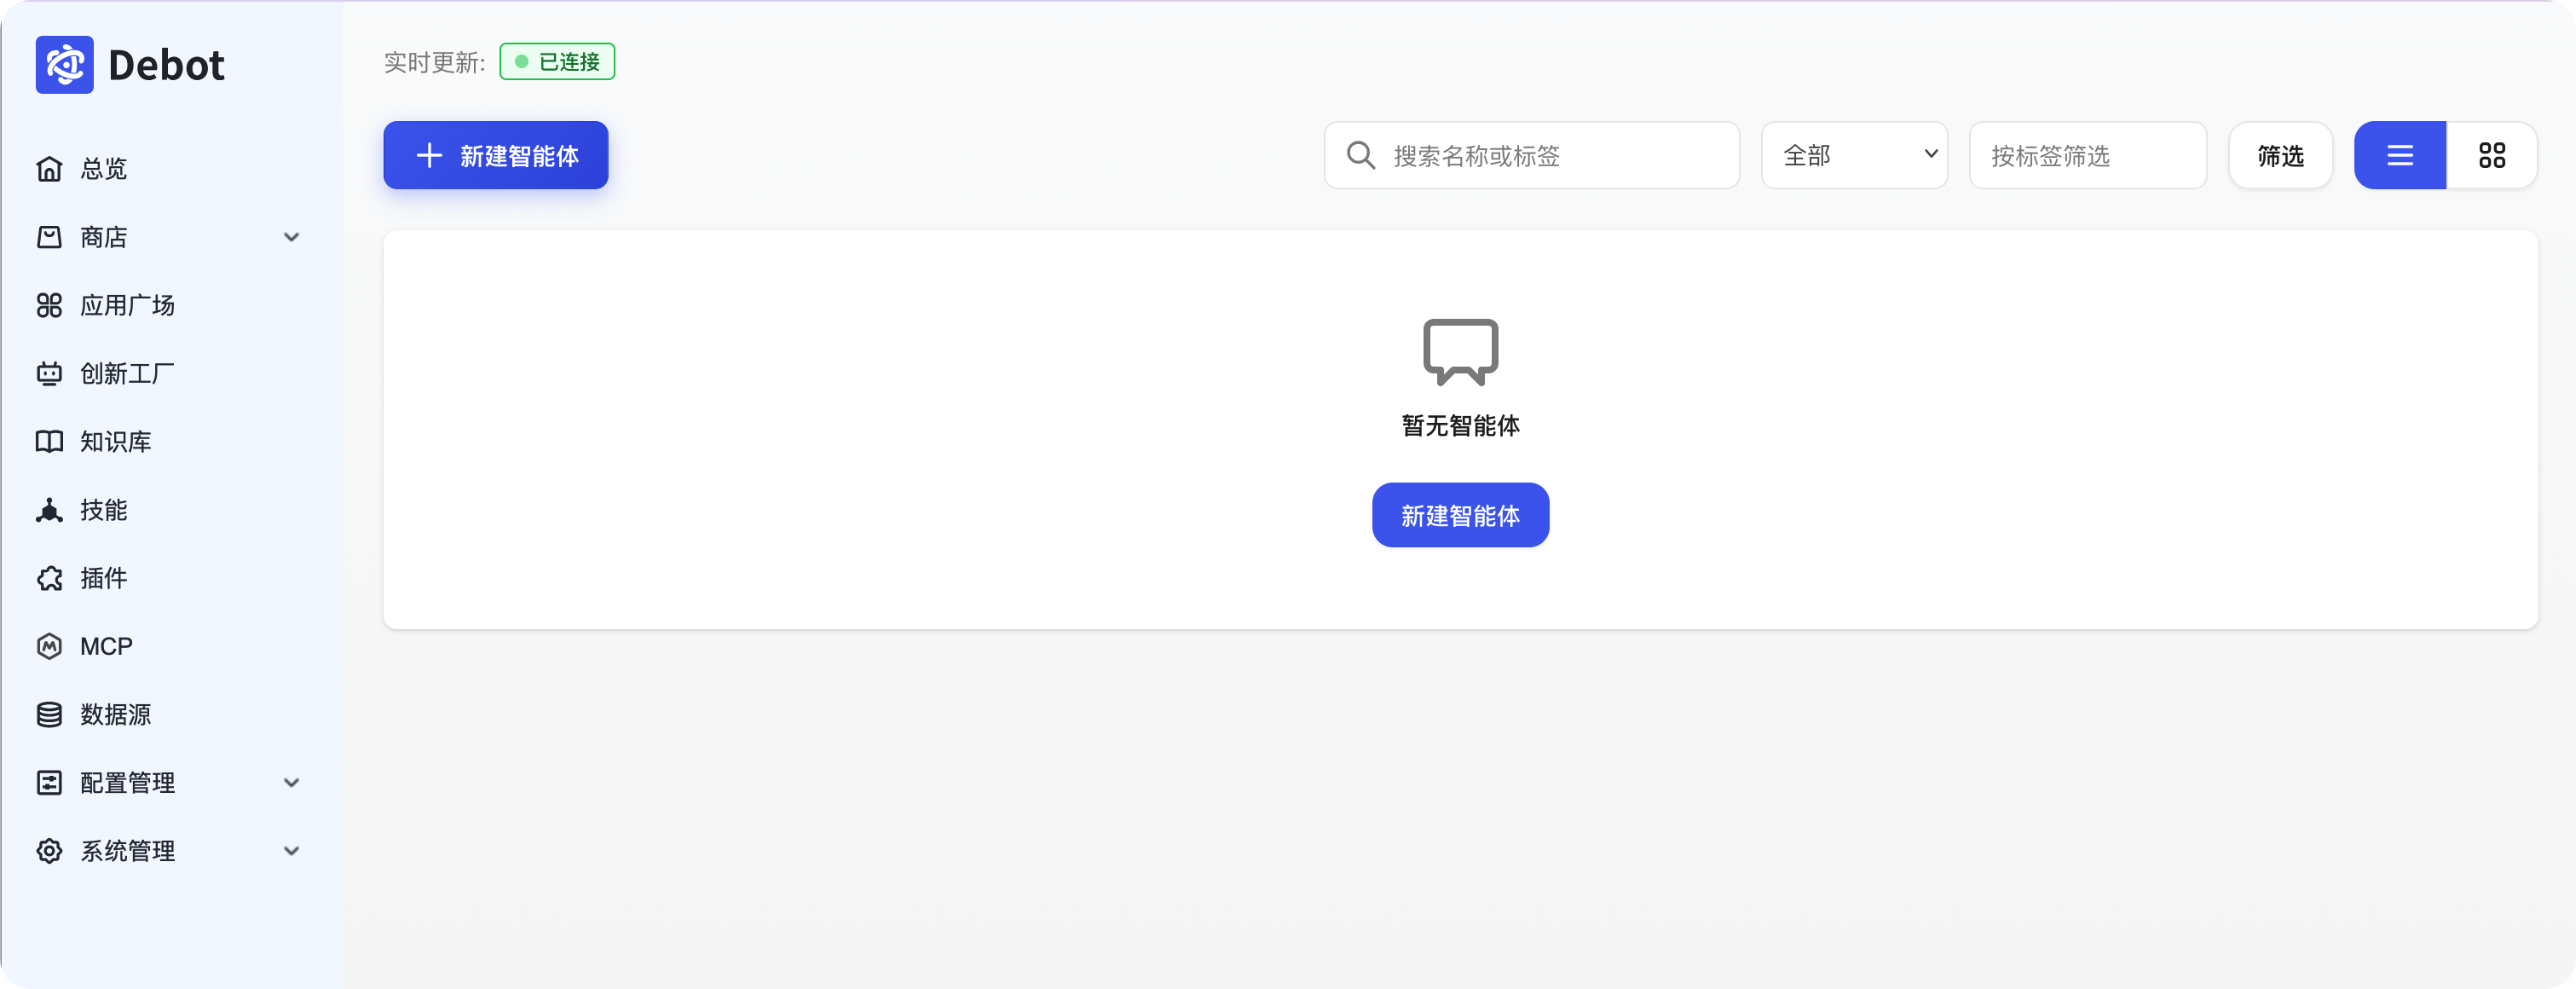 Debot
总览
商店
应用广场
创新工厂
知识库
技能
插件
MCP
数据源
配置管理
系统管理
实时更新: 已连接
新建智能体
搜索名称或标签
全部
按标签筛选
筛选
暂无智能体
新建智能体